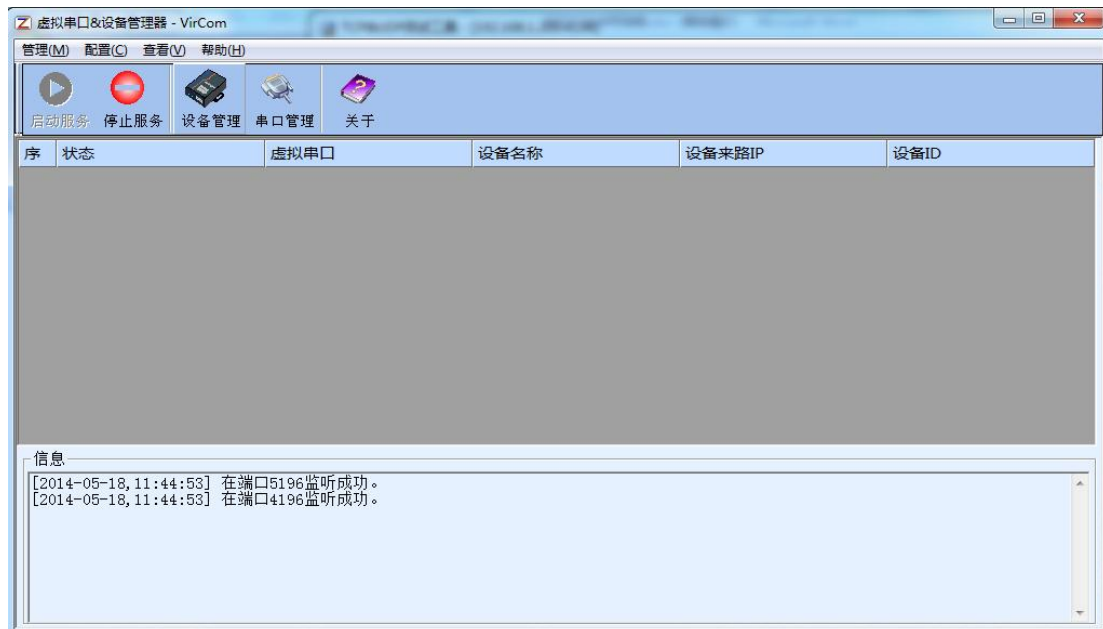 虚拟串口&设备管理器 - VirCom
管理(M) 配置(C) 查看(V) 帮助(H)
启动服务 停止服务 设备管理 串口管理 关于
序 状态 虚拟串口 设备名称 设备来路IP 设备ID
信息
[2014-05-18,11:44:53] 在端口5196监听成功。
[2014-05-18,11:44:53] 在端口4196监听成功。